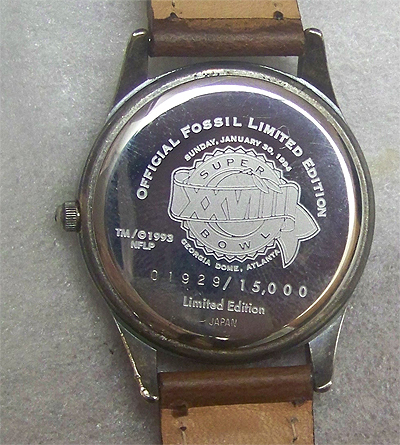 OFFICIAL FOSSIL LIMITED EDITION
SUNDAY, JANUARY 30, 1994
SUPER
XXVIII
BOWL
GEORGIA DOME, ATLANTA
TM/©1993
NFLP
01929/15,000
Limited Edition
JAPAN